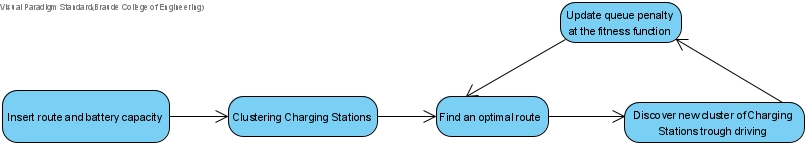 Visual Paradigm Standard(Braude College of Engineering)
Update queue penalty
at the fitness function
Insert route and battery capacity
Clustering Charging Stations
Find an optimal route
Discover new cluster of Charging
Stations trough driving